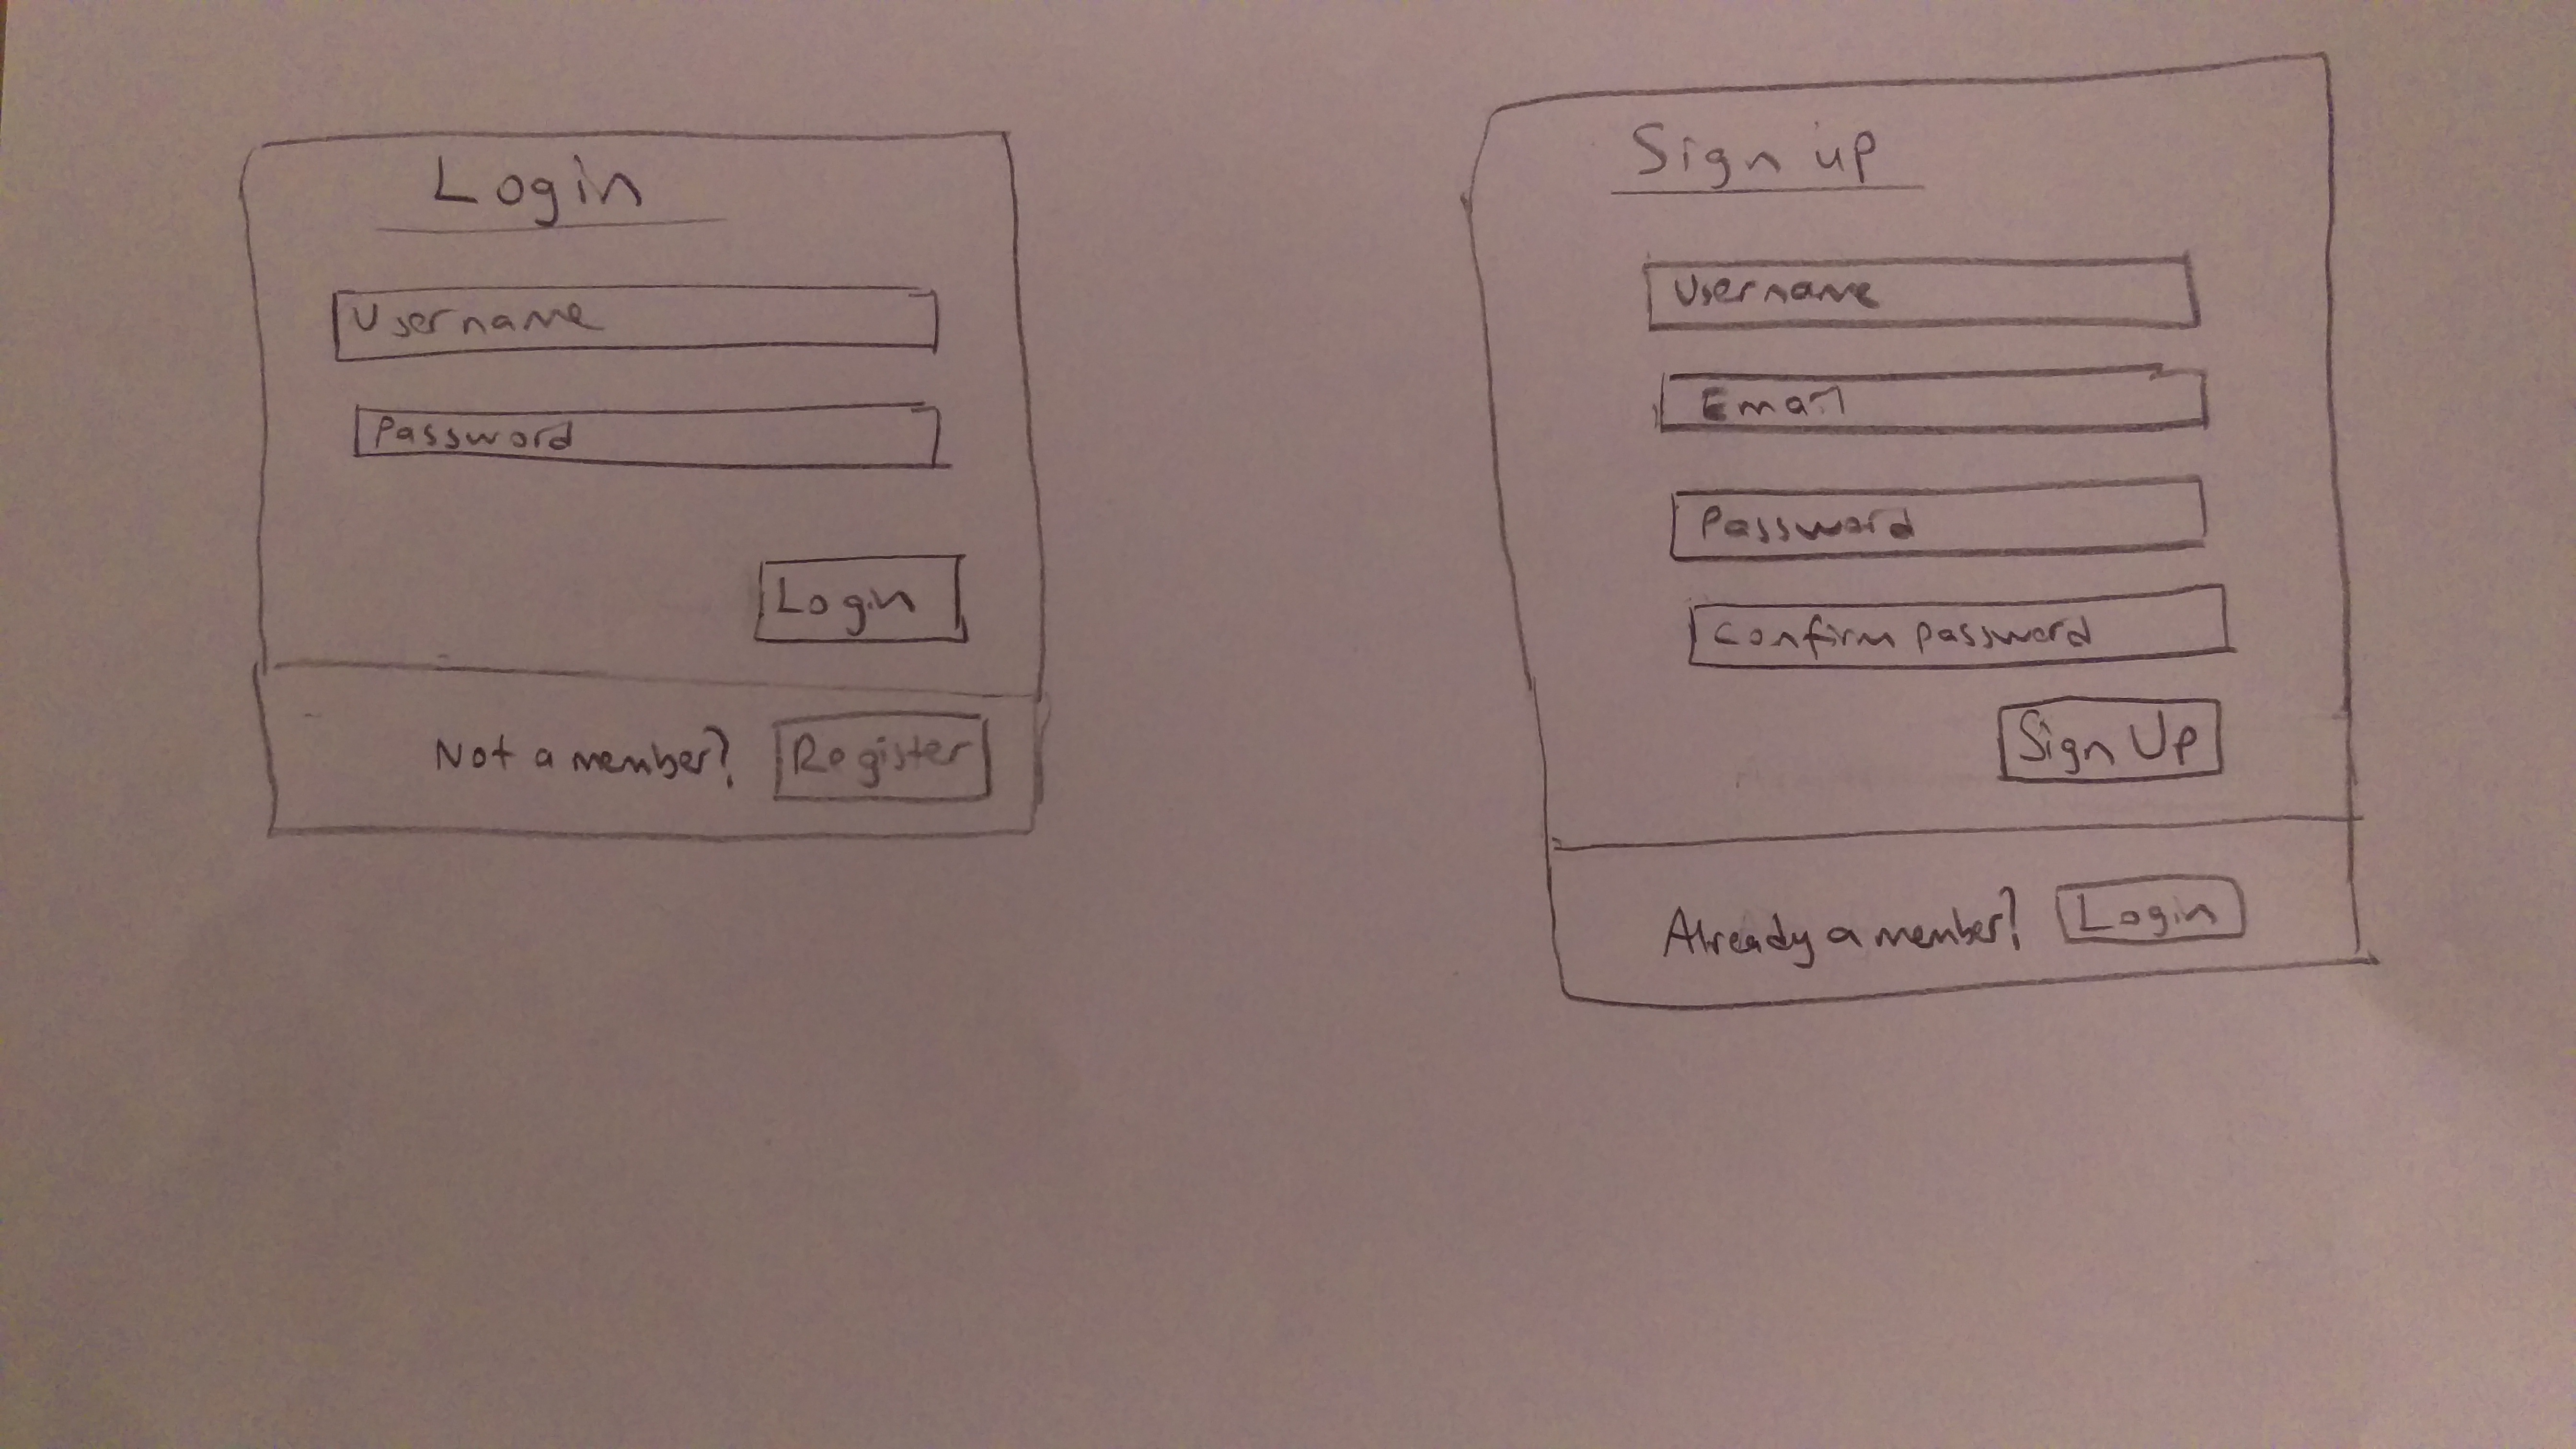 Login
Username
Password
Login
Not a member? Register
Sign up
Username
Email
Password
Confirm password
Sign Up
Already a member? Login